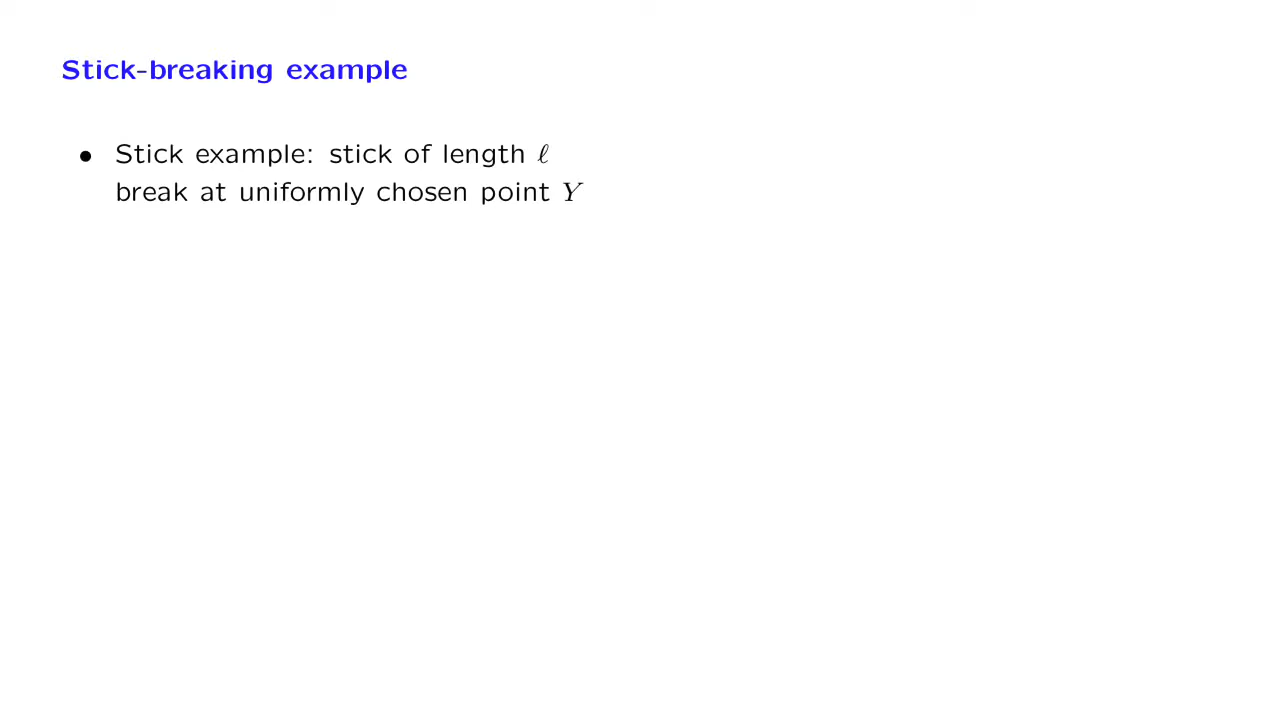 Stick-breaking example
• Stick example: stick of length ℓ
break at uniformly chosen point Y